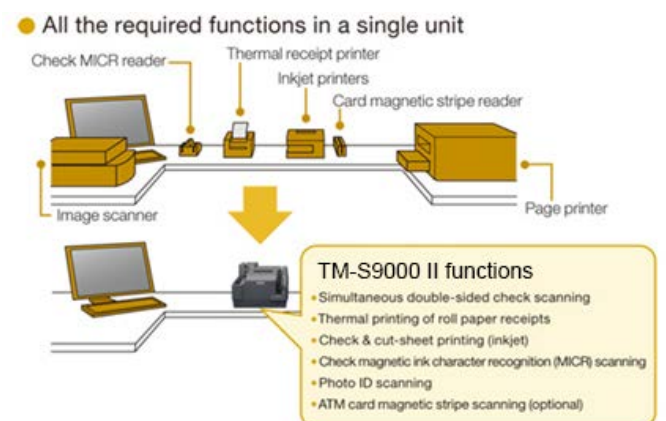 ● All the required functions in a single unit
Check MICR reader
Thermal receipt printer
Inkjet printers
Card magnetic stripe reader
Image scanner
Page printer
TM-S9000 II functions
• Simultaneous double-sided check scanning
• Thermal printing of roll paper receipts
• Check & cut-sheet printing (inkjet)
• Check magnetic ink character recognition (MICR) scanning
• Photo ID scanning
• ATM card magnetic stripe scanning (optional)